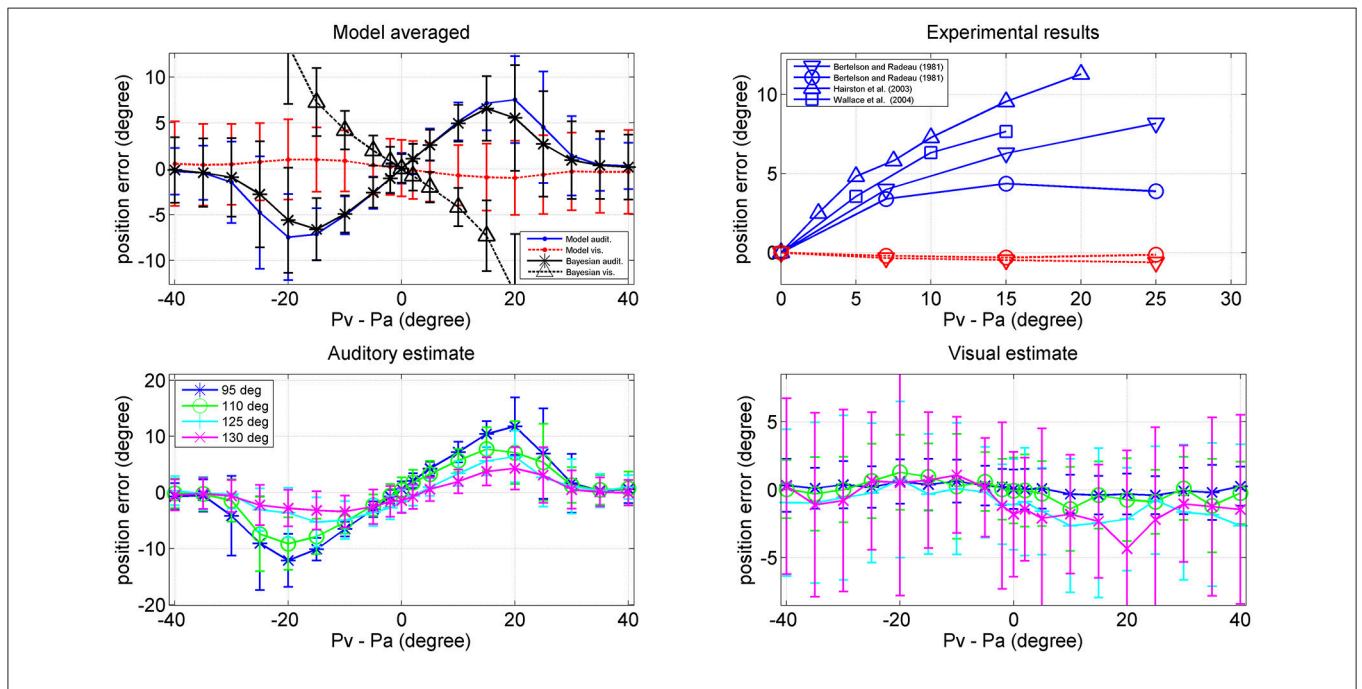 Model averaged
position error (degree)
10
5
0
-5
-10
-40
-20
0
20
40
Pv - Pa (degree)
Model audit.
Model vis.
Bayesian audit.
Bayesian vis.
Experimental results
position error (degree)
10
5
0
0
5
10
15
20
25
30
Pv - Pa (degree)
Bertelson and Radeau (1981)
Bertelson and Radeau (1981)
Hairston et al. (2003)
Wallace et al. (2004)
Auditory estimate
position error (degree)
20
10
0
-10
-20
-40
-20
0
20
40
Pv - Pa (degree)
95 deg
110 deg
125 deg
130 deg
Visual estimate
position error (degree)
5
0
-5
-40
-20
0
20
40
Pv - Pa (degree)